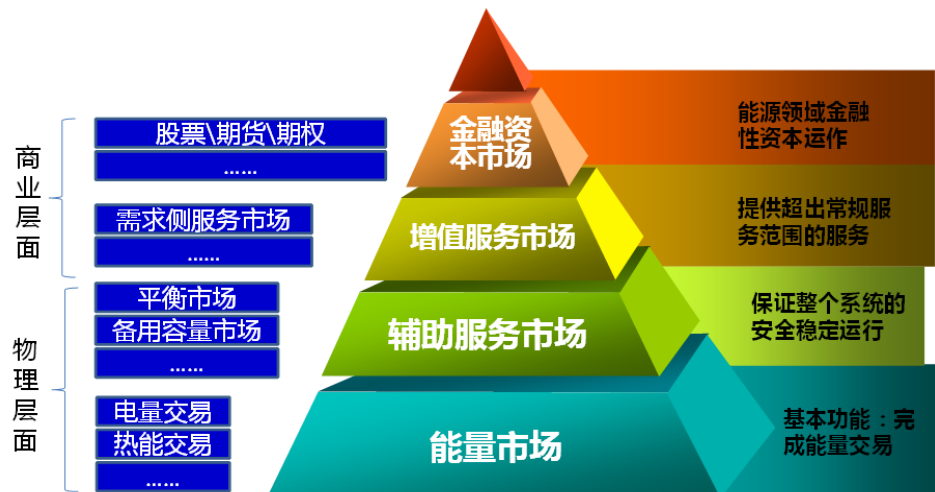 商业层面
股票\期货\期权
......
需求侧服务市场
......
物理层面
平衡市场
备用容量市场
......
电量交易
热能交易
......
金融资
本市场
增值服务市场
辅助服务市场
能量市场
能源领域金融
性资本运作
提供超出常规服
务范围的服务
保证整个系统的
安全稳定运行
基本功能：完
成能量交易